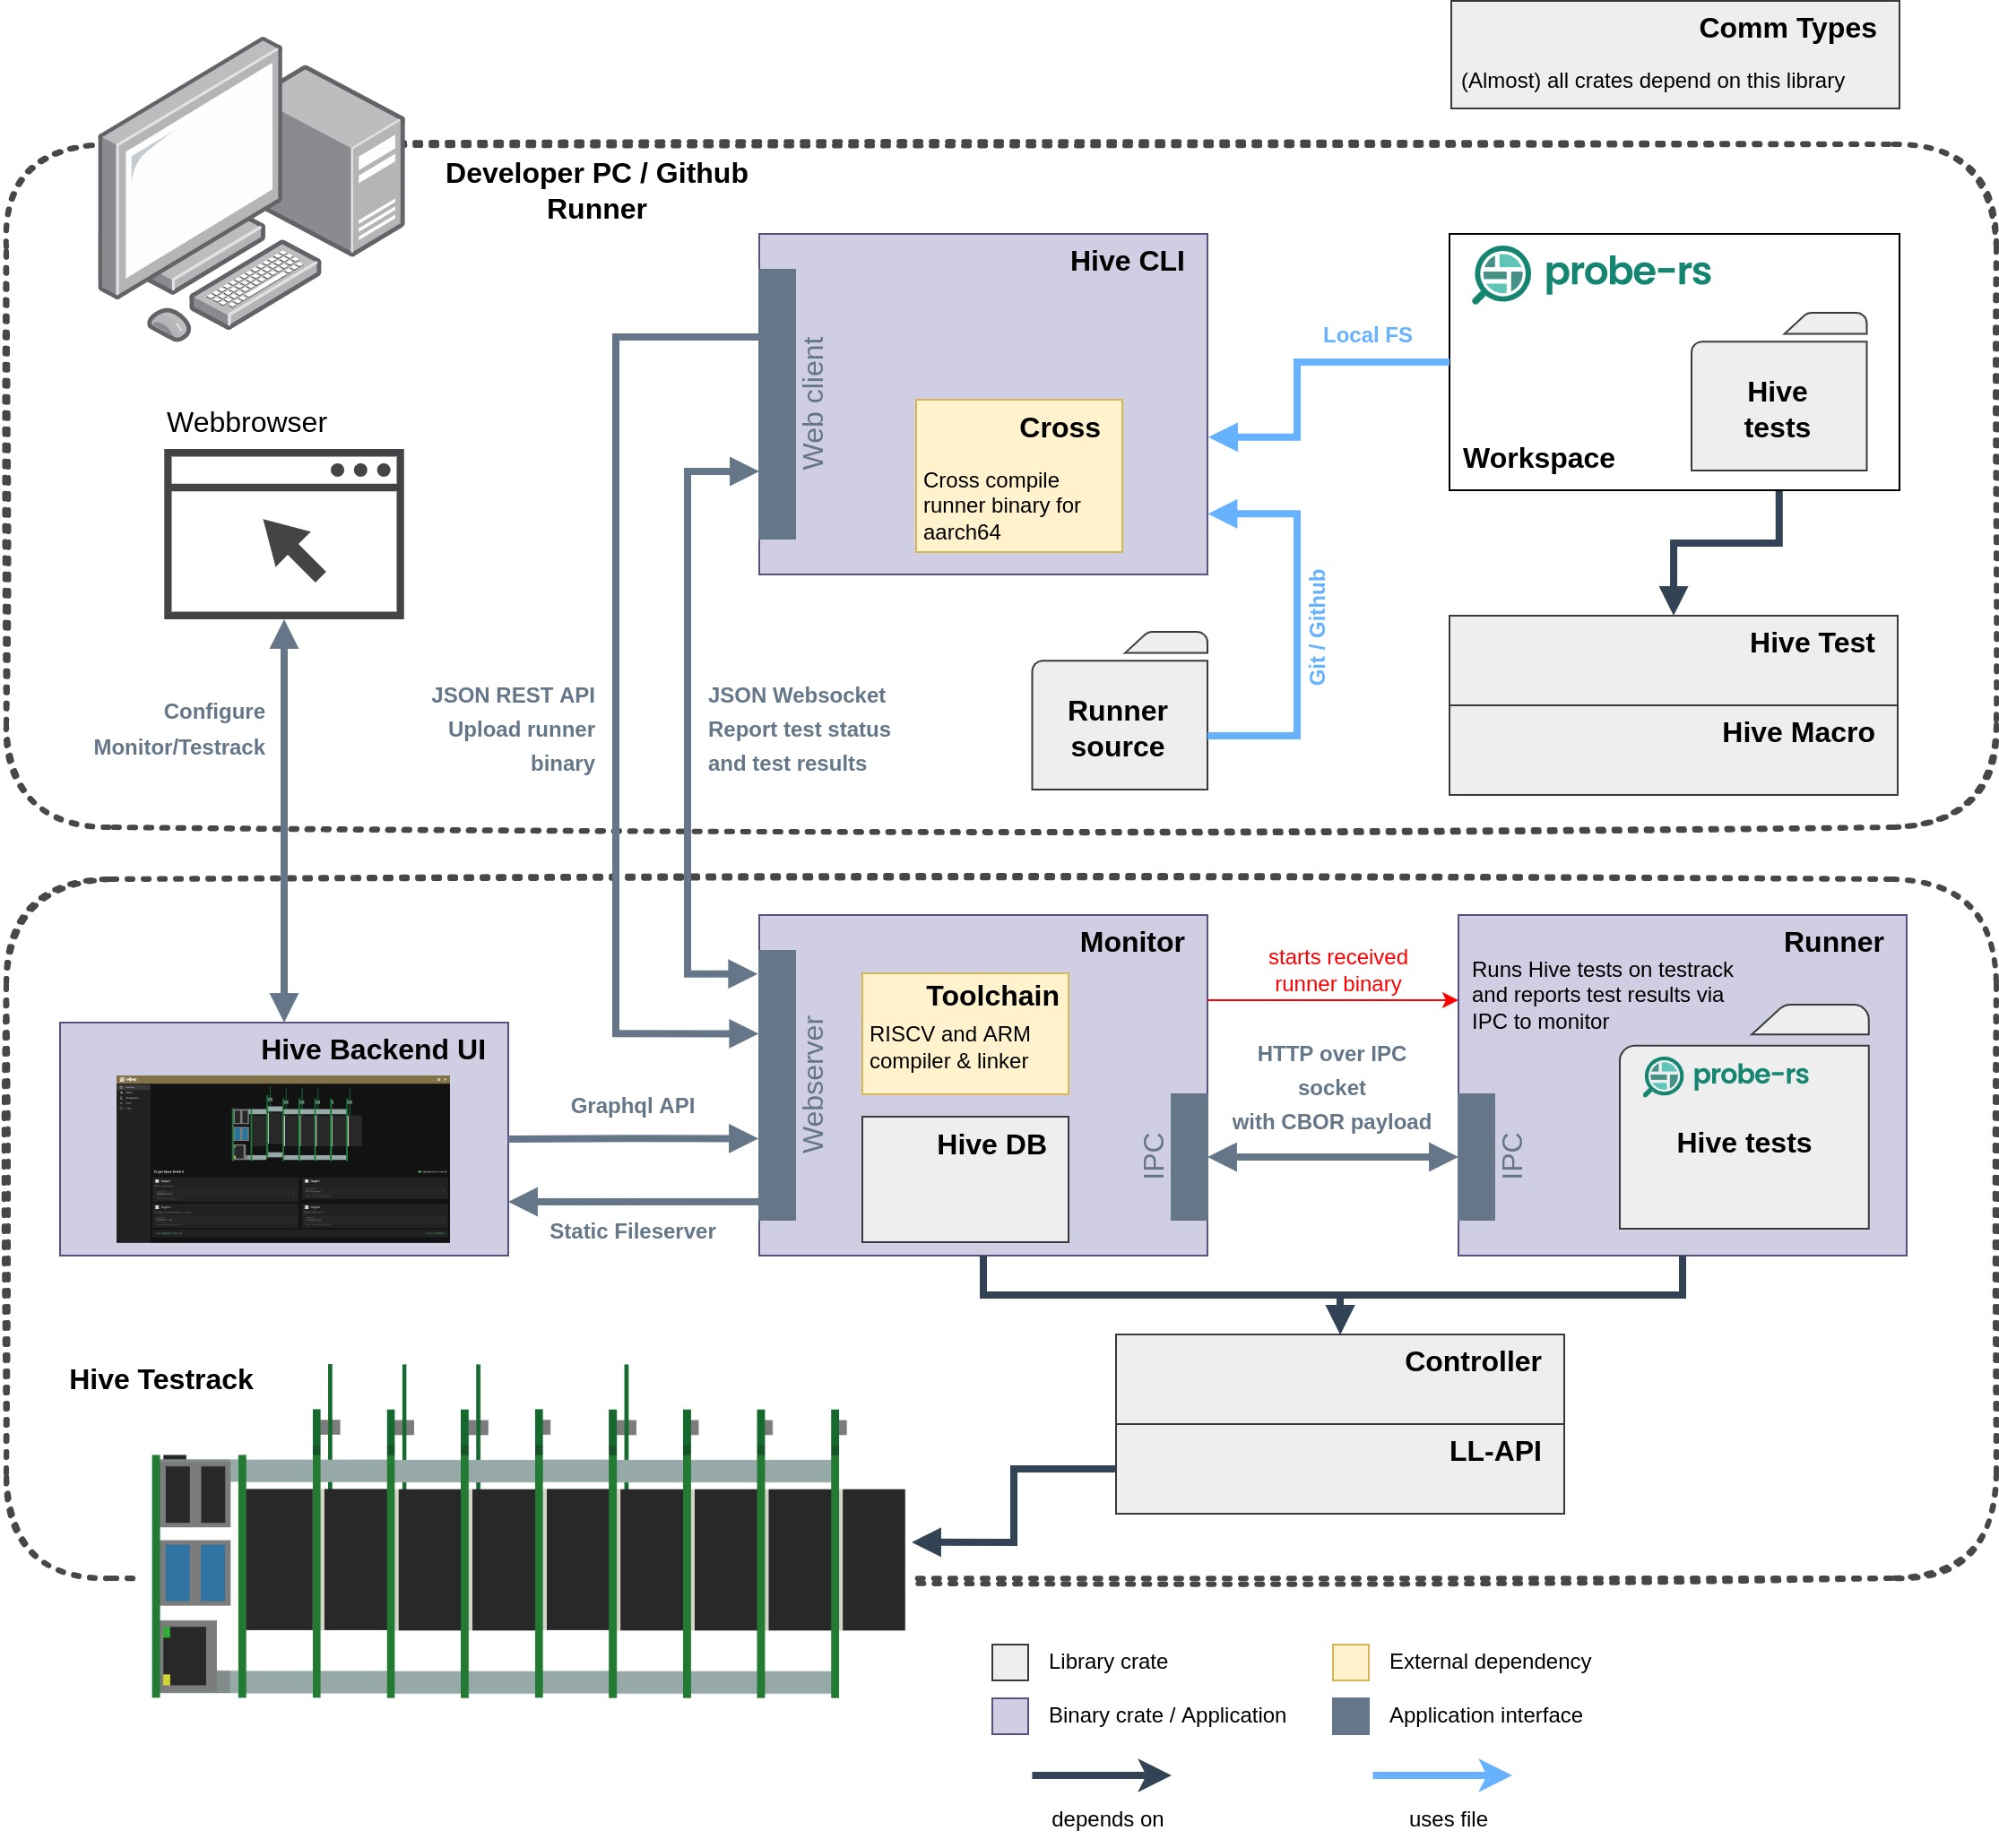 Comm Types
(Almost) all crates depend on this library
Developer PC / Github
Runner
Hive CLI
Web client
Cross
Cross compile
runner binary for
aarch64
Local FS
probe-rs
Hive
tests
Workspace
Webbrowser
Git / Github
Hive Test
Hive Macro
Runner
source
Configure
Monitor/Testrack
JSON REST API
Upload runner
binary
JSON Websocket
Report test status
and test results
Monitor
Webserver
Toolchain
RISCV and ARM
compiler & linker
Hive DB
IPC
starts received
runner binary
HTTP over IPC
socket
with CBOR payload
Runner
Runs Hive tests on testrack
and reports test results via
IPC to monitor
IPC
probe-rs
Hive tests
Hive Backend UI
Graphql API
Static Fileserver
Controller
LL-API
Hive Testrack
Library crate
External dependency
Binary crate / Application
Application interface
depends on
uses file